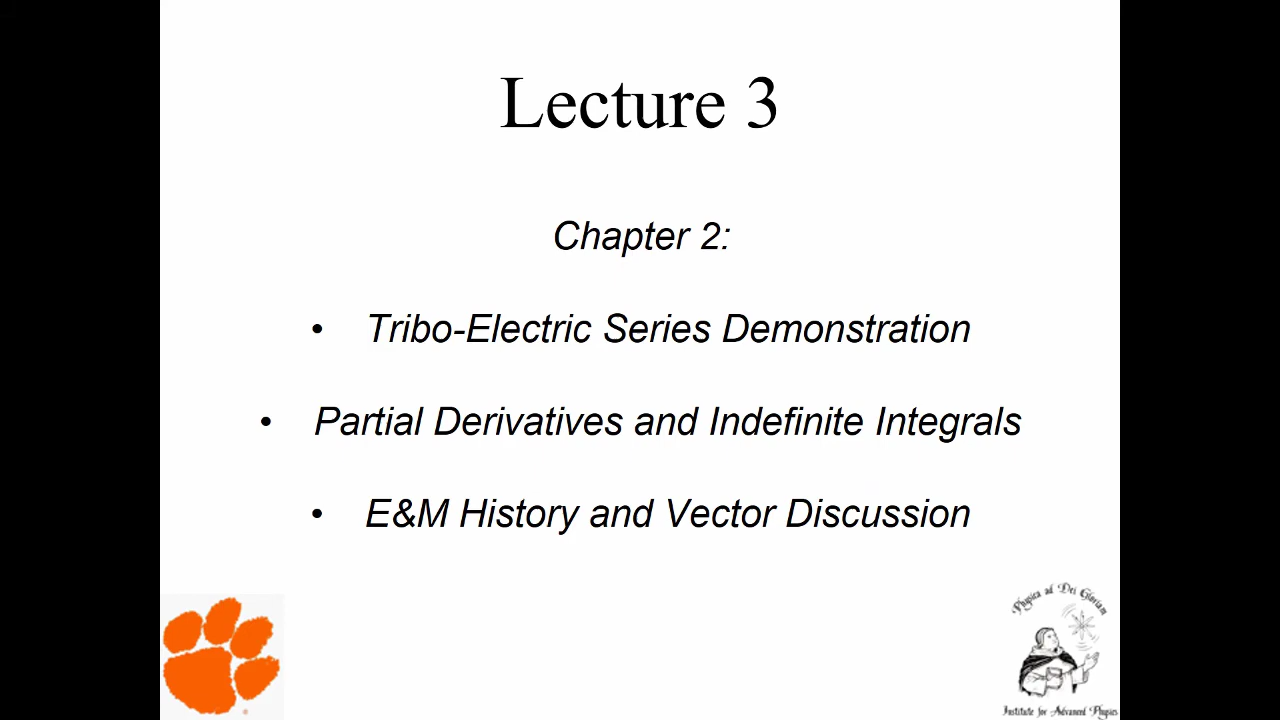 Lecture 3
Chapter 2:
• Tribo-Electric Series Demonstration
• Partial Derivatives and Indefinite Integrals
• E&M History and Vector Discussion
Physica ad Dei Gloriam
Institute for Advanced Physics